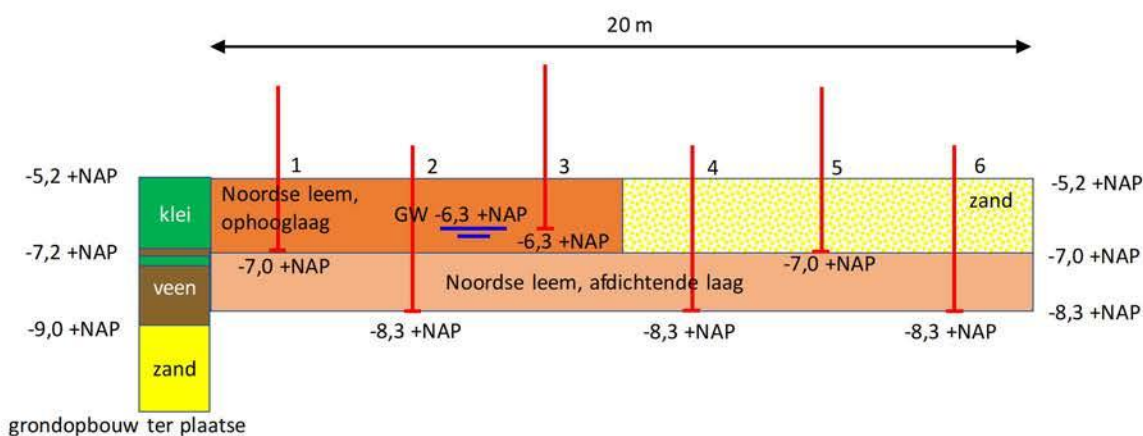 20 m
1
2
3
4
5
6
-5,2 +NAP
klei
-7,2 +NAP
veen
-9,0 +NAP
zand
grondopbouw ter plaatse
Noordse leem,
ophooglaag
GW -6,3 +NAP
-6,3 +NAP
-7,0 +NAP
zand
-7,0 +NAP
Noordse leem, afdichtende laag
-8,3 +NAP
-8,3 +NAP
-8,3 +NAP
-5,2 +NAP
-7,0 +NAP
-8,3 +NAP